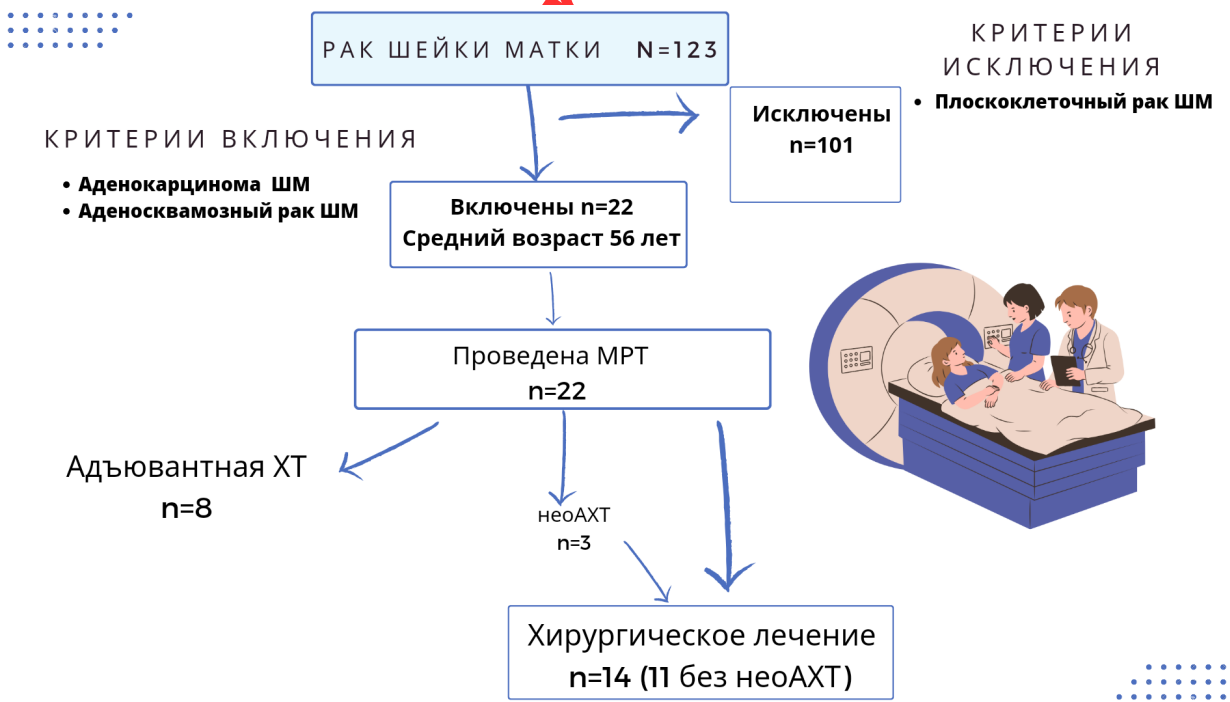 РАК ШЕЙКИ МАТКИ N=123
КРИТЕРИИ
ИСКЛЮЧЕНИЯ
• Плоскоклеточный рак ШМ
Исключены
n=101
КРИТЕРИИ ВКЛЮЧЕНИЯ
• Аденокарцинома ШМ
• Аденосквамозный рак ШМ
Включены n=22
Средний возраст 56 лет
Проведена МРТ
n=22
Адъювантная ХТ
n=8
неоАХТ
n=3
Хирургическое лечение
n=14 (11 без неоАХТ)